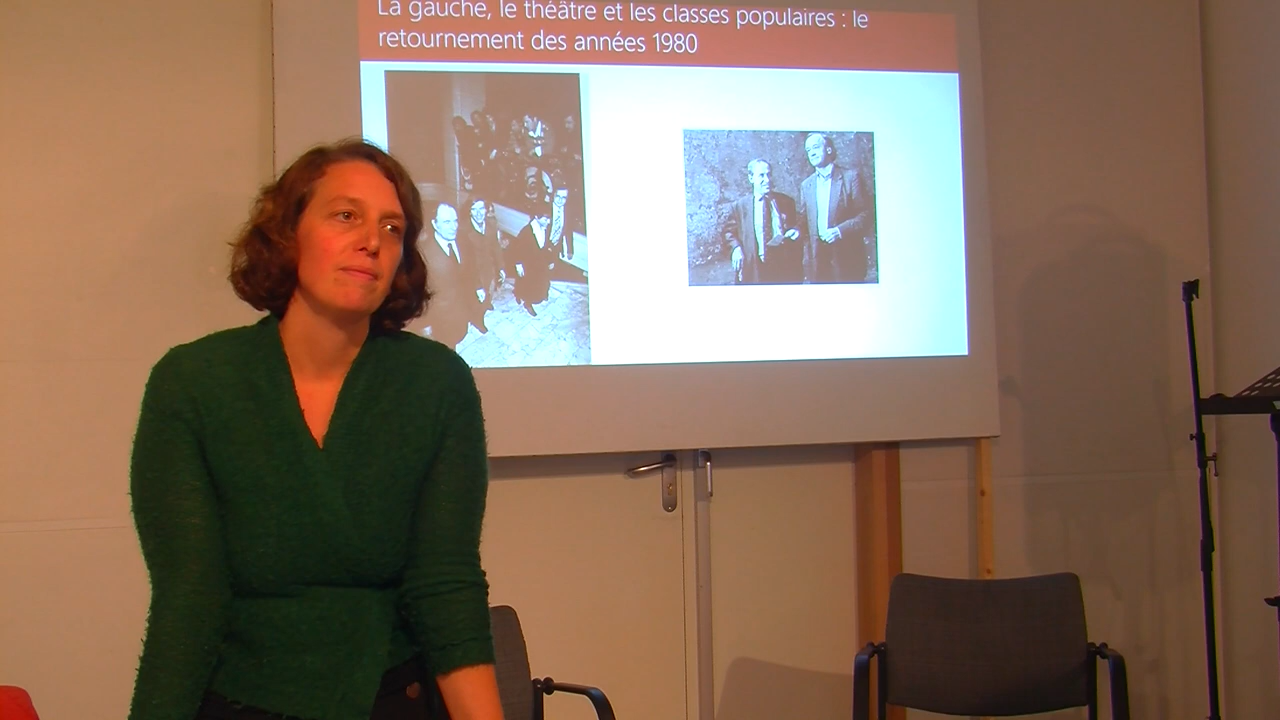 La gauche, le théâtre et les classes populaires : le
retournement des années 1980